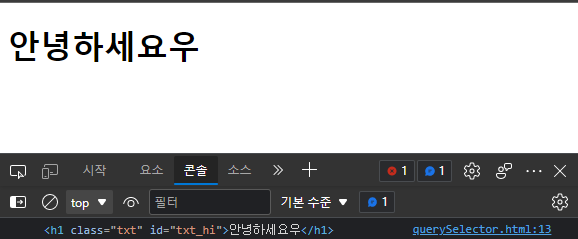 안녕하세요우
시작 요소 콘솔 소스 1 1
top 필터 기본 수준 1
<h1 class="txt" id="txt_hi">안녕하세요우</h1> querySelector.html:13